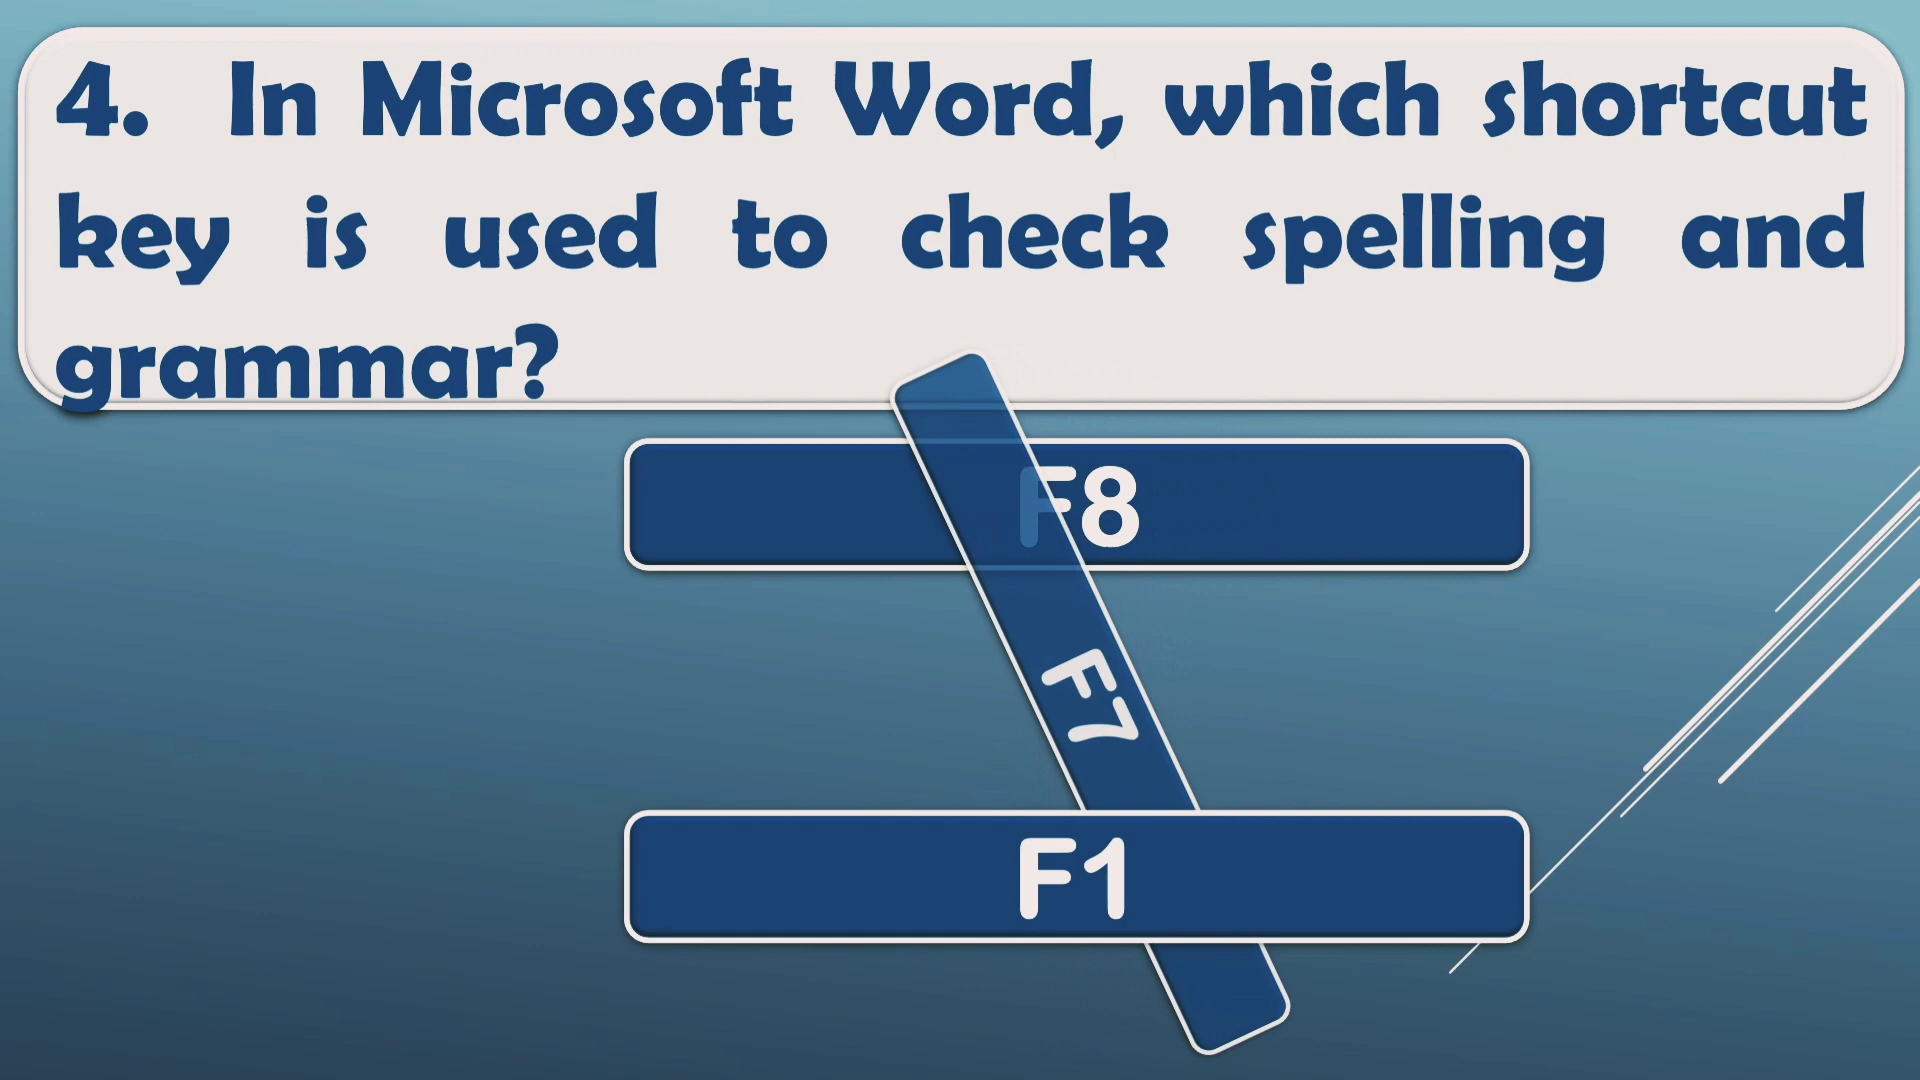 4. In Microsoft Word, which shortcut
key is used to check spelling and
grammar?
F8
F7
F1